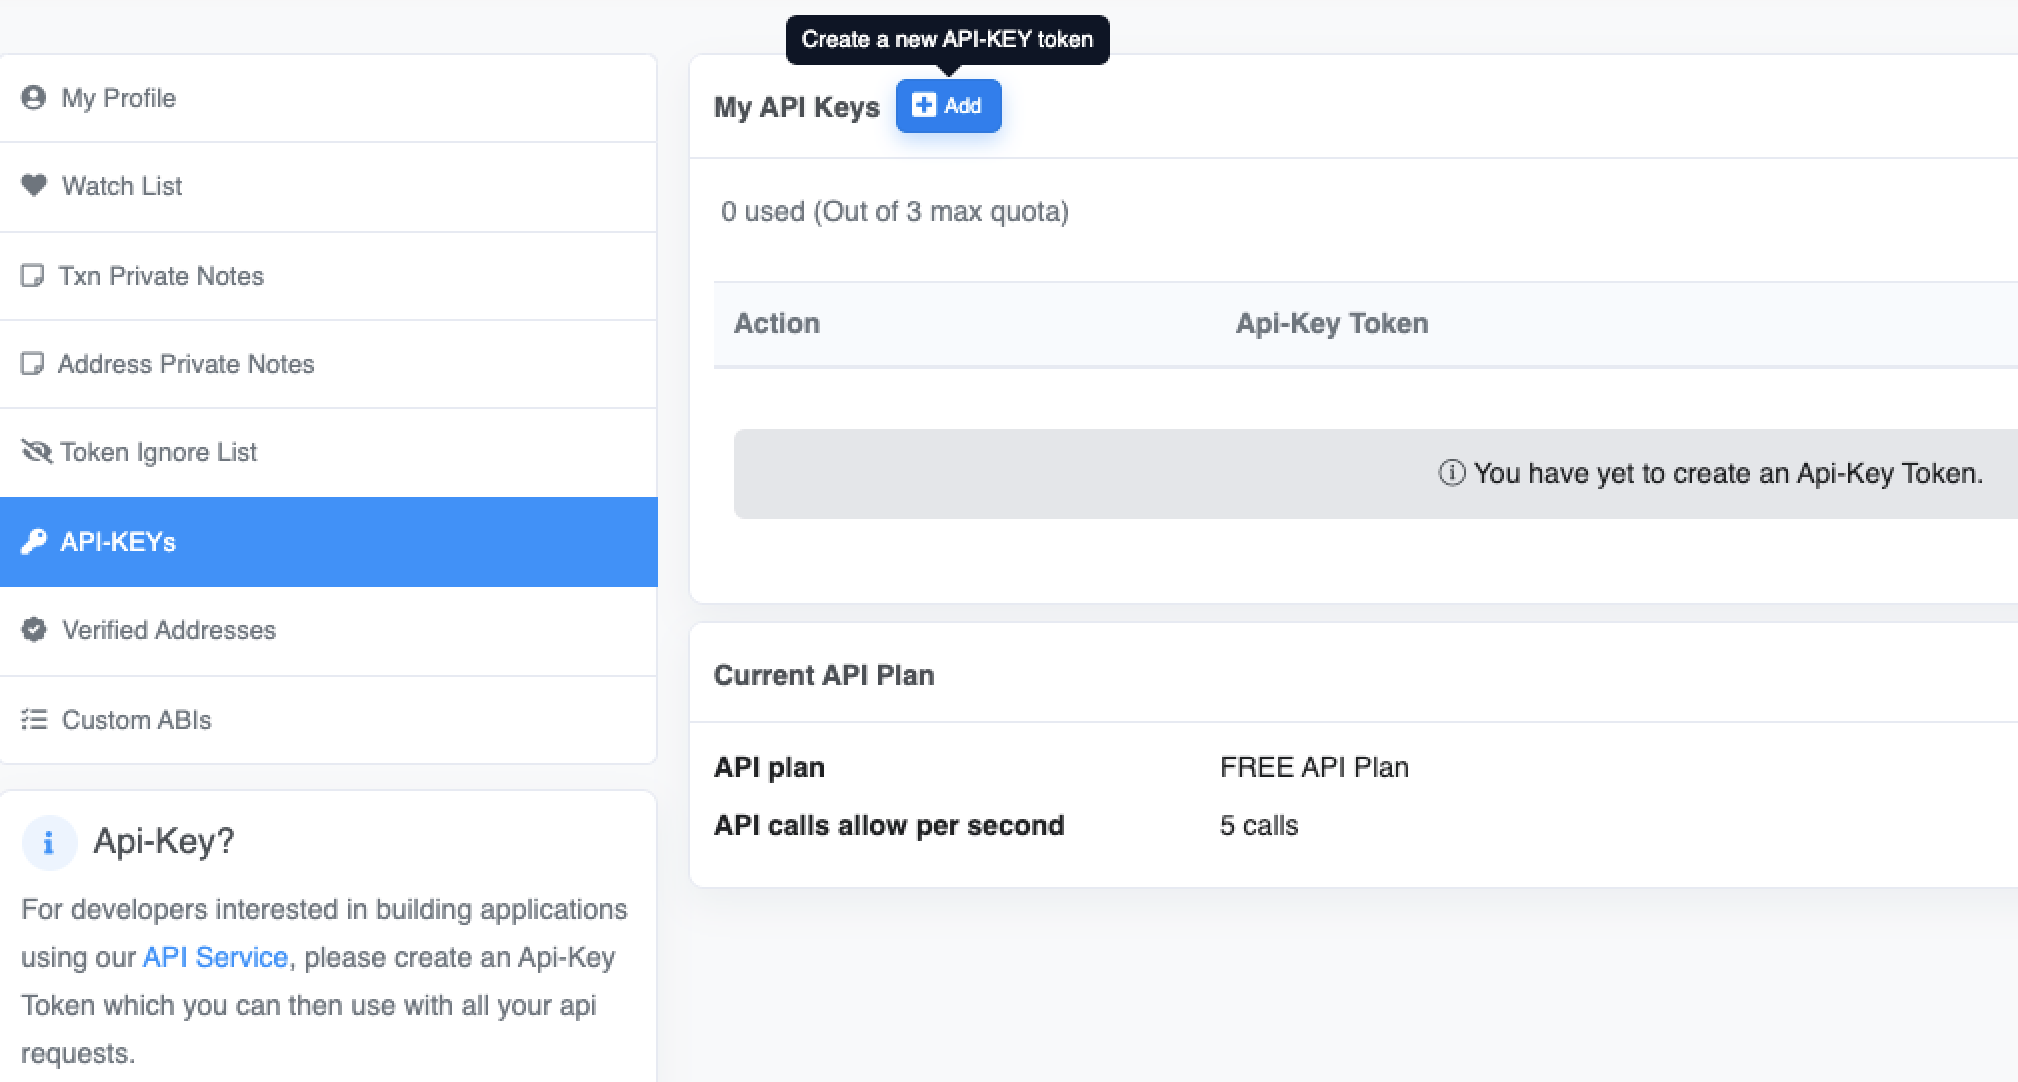 Create a new API-KEY token
My Profile
Watch List
Txn Private Notes
Address Private Notes
Token Ignore List
API-KEYs
Verified Addresses
Custom ABIs
i Api-Key?
For developers interested in building applications
using our API Service, please create an Api-Key
Token which you can then use with all your api
requests.
My API Keys Add
0 used (Out of 3 max quota)
Action Api-Key Token
You have yet to create an Api-Key Token.
Current API Plan
API plan FREE API Plan
API calls allow per second 5 calls